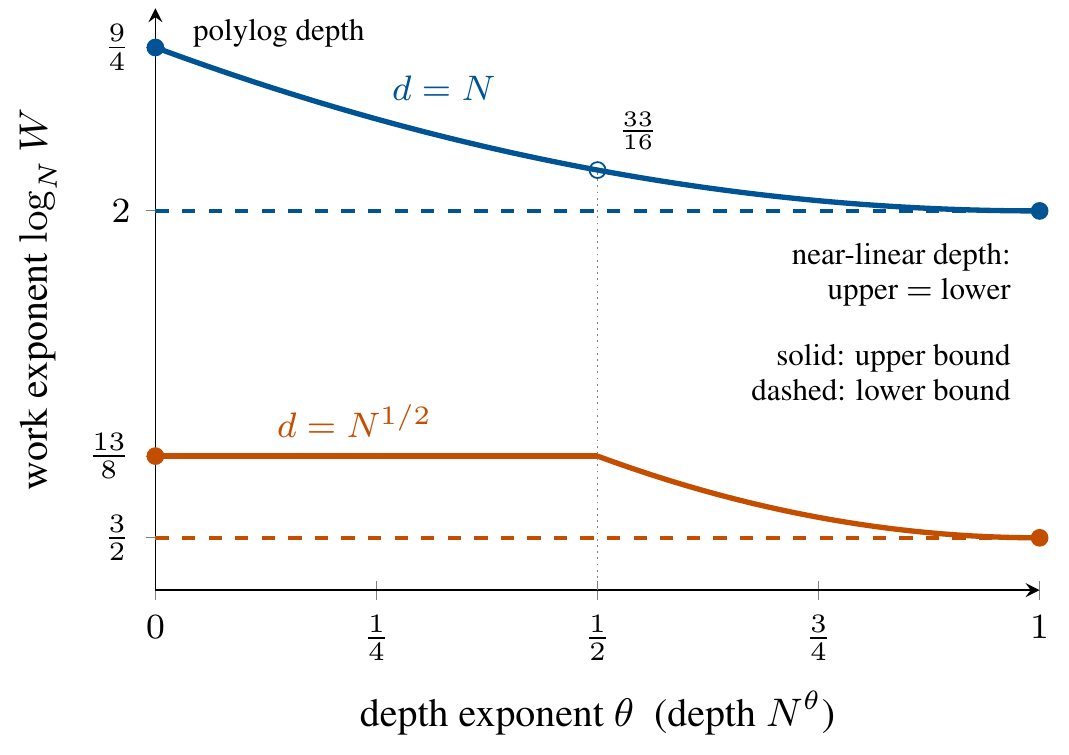 9/4
polylog depth
d = N
33/16
work exponent log_N W
2
near-linear depth:
upper = lower
solid: upper bound
dashed: lower bound
d = N^{1/2}
13/8
3/2
0
1/4
1/2
3/4
1
depth exponent θ (depth N^θ)